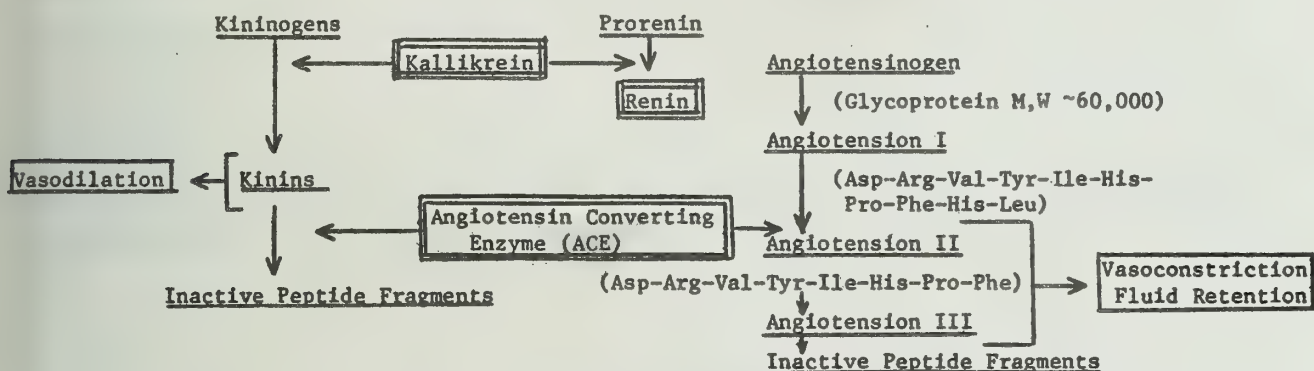 Kininogens
Prorenin
Kallikrein
Renin
Angiotensinogen
(Glycoprotein M,W ~60,000)
Angiotension I
(Asp-Arg-Val-Tyr-Ile-His-
Pro-Phe-His-Leu)
Vasodilation
Kinins
Angiotensin Converting
Enzyme (ACE)
Angiotension II
(Asp-Arg-Val-Tyr-Ile-His-Pro-Phe)
Vasoconstriction
Fluid Retention
Inactive Peptide Fragments
Angiotension III
Inactive Peptide Fragments